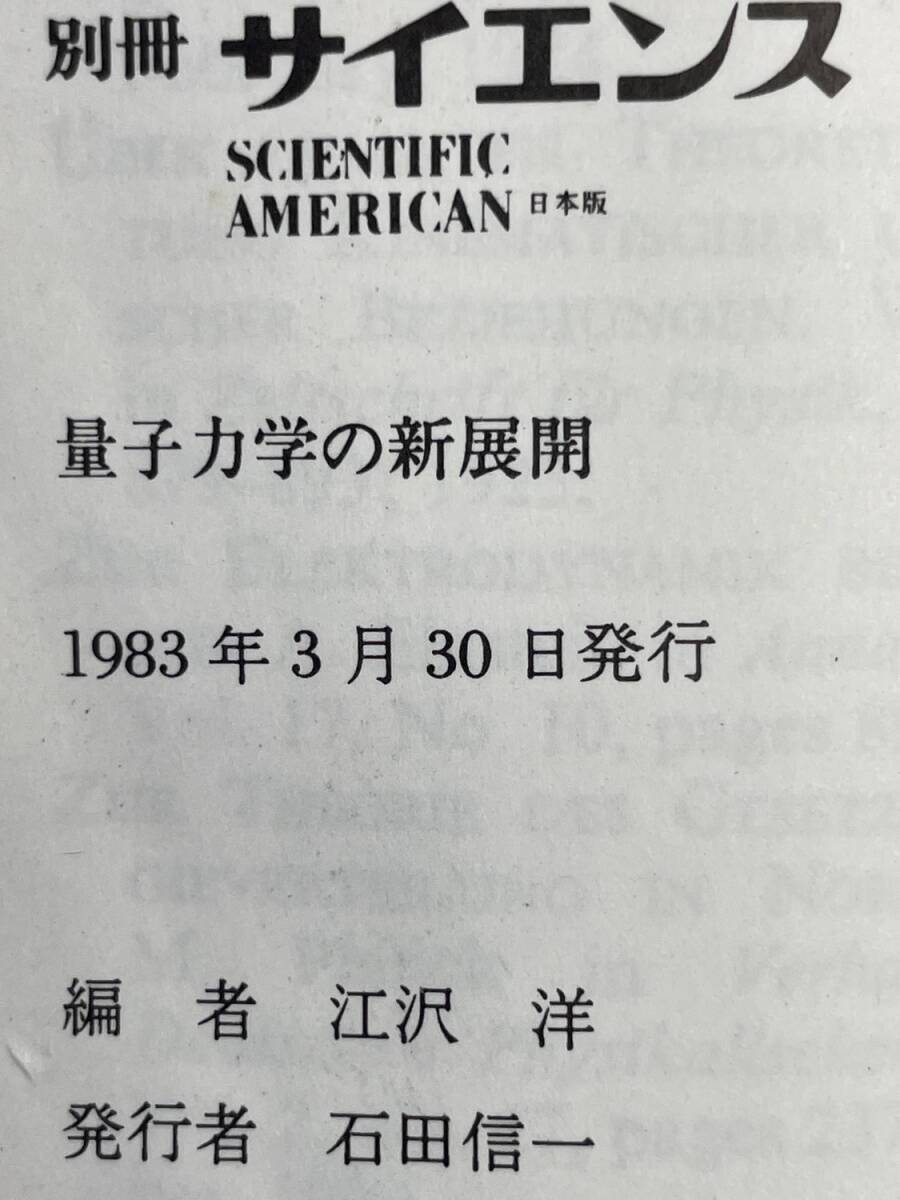 別冊 サイエンス
SCIENTIFIC
AMERICAN 日本版
量子力学の新展開
1983年3月30日発行
編　者　江沢　洋
発行者　石田信一